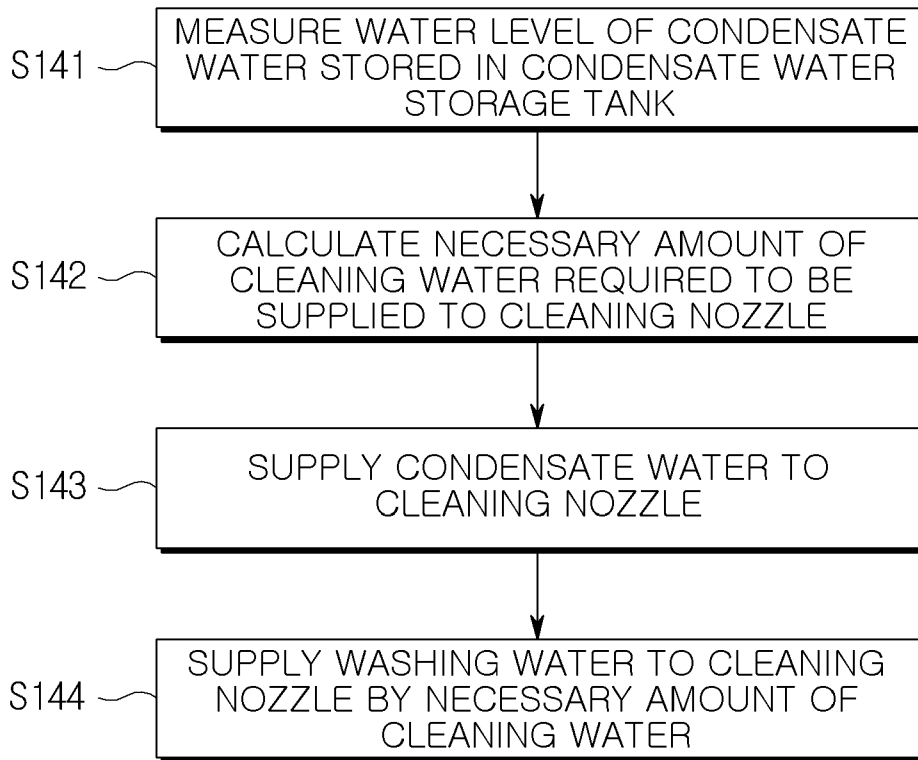 S141
MEASURE WATER LEVEL OF CONDENSATE
WATER STORED IN CONDENSATE WATER
STORAGE TANK
S142
CALCULATE NECESSARY AMOUNT OF
CLEANING WATER REQUIRED TO BE
SUPPLIED TO CLEANING NOZZLE
S143
SUPPLY CONDENSATE WATER TO
CLEANING NOZZLE
S144
SUPPLY WASHING WATER TO CLEANING
NOZZLE BY NECESSARY AMOUNT OF
CLEANING WATER